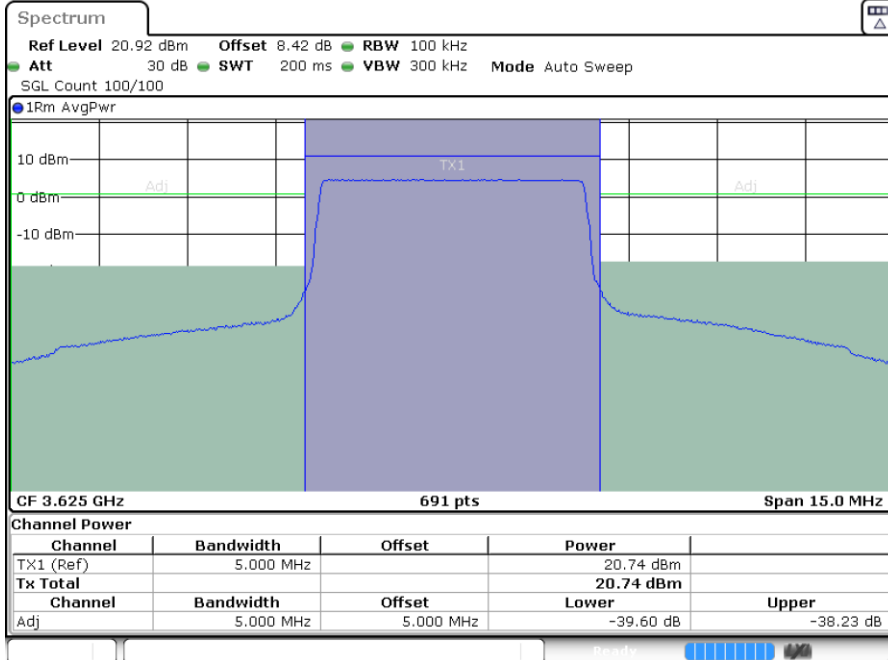 Spectrum
Ref Level 20.92 dBm Offset 8.42 dB RBW 100 kHz
Att 30 dB SWT 200 ms VBW 300 kHz Mode Auto Sweep
SGL Count 100/100
1Rm AvgPwr
10 dBm
TX1
Adj Adj
0 dBm
-10 dBm
CF 3.625 GHz 691 pts Span 15.0 MHz
Channel Power
Channel Bandwidth Offset Power
TX1 (Ref) 5.000 MHz 20.74 dBm
Tx Total 20.74 dBm
Channel Bandwidth Offset Lower Upper
Adj 5.000 MHz 5.000 MHz -39.60 dB -38.23 dB
Ready